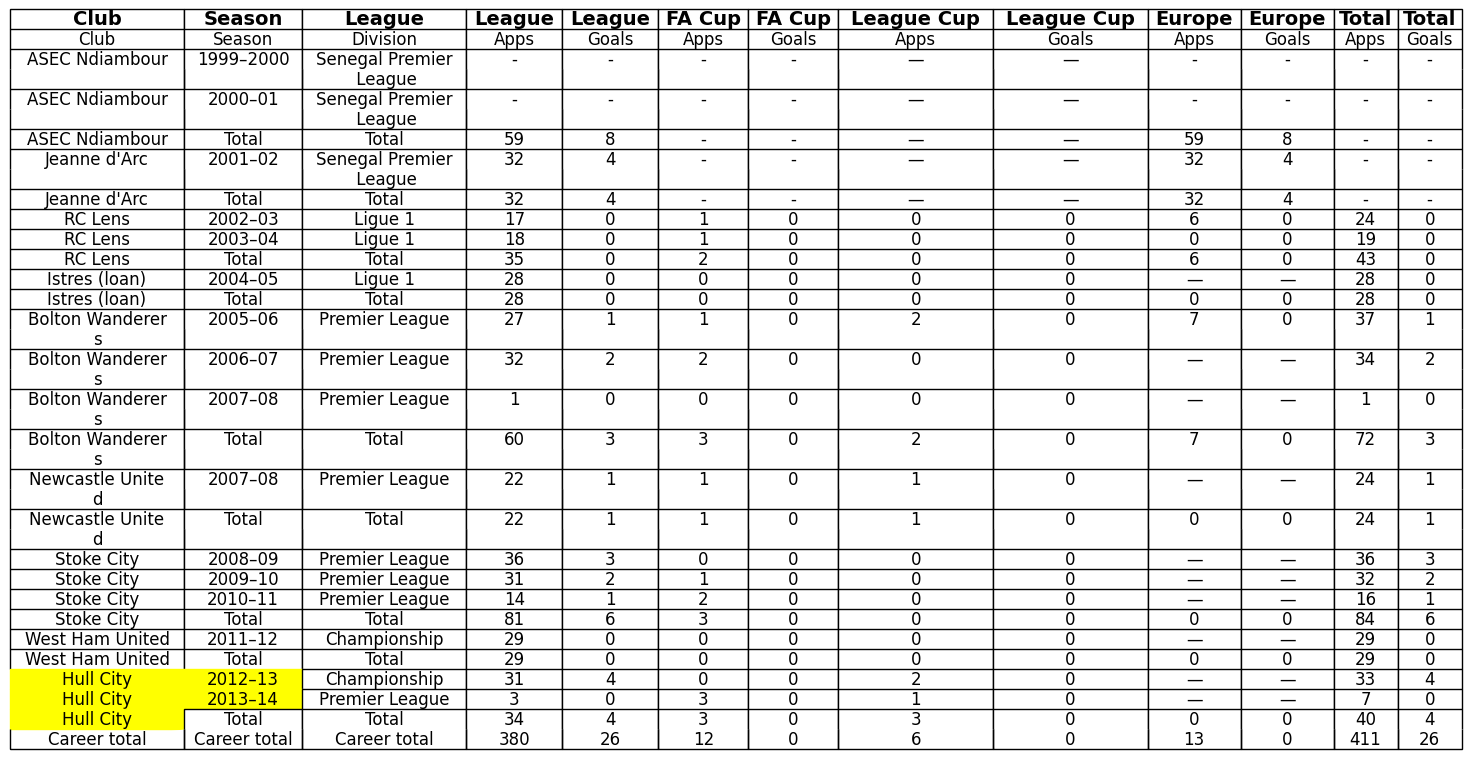 Club Season League League League FA Cup FA Cup League Cup League Cup Europe Europe Total Total
Club Season Division Apps Goals Apps Goals Apps Goals Apps Goals Apps Goals
ASEC Ndiambour 1999–2000 Senegal Premier - - - - — — - - - -
League
ASEC Ndiambour 2000–01 Senegal Premier - - - - — — - - - -
League
ASEC Ndiambour Total Total 59 8 - - — — 59 8 - -
Jeanne d'Arc 2001–02 Senegal Premier 32 4 - - — — 32 4 - -
League
Jeanne d'Arc Total Total 32 4 - - — — 32 4 - -
RC Lens 2002–03 Ligue 1 17 0 1 0 0 0 6 0 24 0
RC Lens 2003–04 Ligue 1 18 0 1 0 0 0 0 0 19 0
RC Lens Total Total 35 0 2 0 0 0 6 0 43 0
Istres (loan) 2004–05 Ligue 1 28 0 0 0 0 0 — — 28 0
Istres (loan) Total Total 28 0 0 0 0 0 0 0 28 0
Bolton Wanderer 2005–06 Premier League 27 1 1 0 2 0 7 0 37 1
s
Bolton Wanderer 2006–07 Premier League 32 2 2 0 0 0 — — 34 2
s
Bolton Wanderer 2007–08 Premier League 1 0 0 0 0 0 — — 1 0
s
Bolton Wanderer Total Total 60 3 3 0 2 0 7 0 72 3
s
Newcastle Unite 2007–08 Premier League 22 1 1 0 1 0 — — 24 1
d
Newcastle Unite Total Total 22 1 1 0 1 0 0 0 24 1
d
Stoke City 2008–09 Premier League 36 3 0 0 0 0 — — 36 3
Stoke City 2009–10 Premier League 31 2 1 0 0 0 — — 32 2
Stoke City 2010–11 Premier League 14 1 2 0 0 0 — — 16 1
Stoke City Total Total 81 6 3 0 0 0 0 0 84 6
West Ham United 2011–12 Championship 29 0 0 0 0 0 — — 29 0
West Ham United Total Total 29 0 0 0 0 0 0 0 29 0
Hull City 2012–13 Championship 31 4 0 0 2 0 — — 33 4
Hull City 2013–14 Premier League 3 0 3 0 1 0 — — 7 0
Hull City Total Total 34 4 3 0 3 0 0 0 40 4
Career total Career total Career total 380 26 12 0 6 0 13 0 411 26